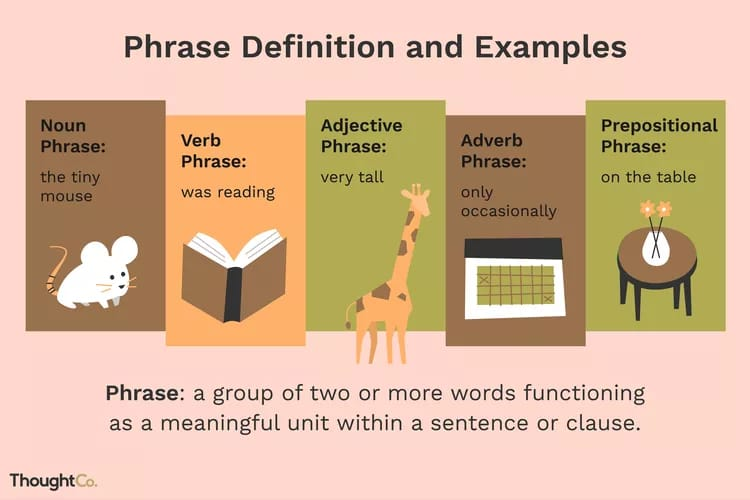 Phrase Definition and Examples
Noun
Phrase:
the tiny
mouse
Verb
Phrase:
was reading
Adjective
Phrase:
very tall
Adverb
Phrase:
only
occasionally
Prepositional
Phrase:
on the table
Phrase: a group of two or more words functioning
as a meaningful unit within a sentence or clause.
ThoughtCo.